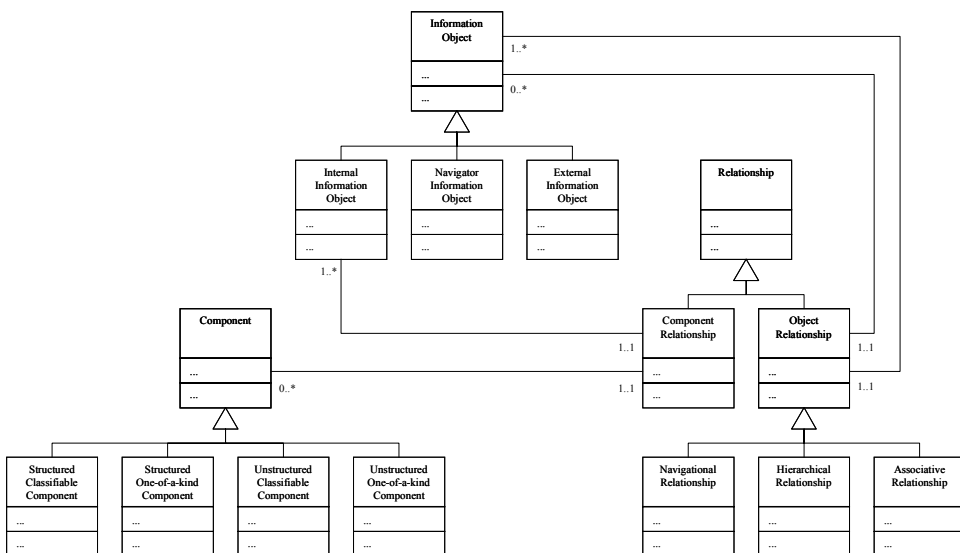 Information
Object
1..*
...
0..*
...
Internal
Information
Object
Navigator
Information
Object
External
Information
Object
Relationship
...
...
...
...
...
...
...
...
1..*
Component
Component
Relationship
Object
Relationship
1..1
1..1
...
...
...
0..*
1..1
1..1
...
...
...
Structured
Classifiable
Component
Structured
One-of-a-kind
Component
Unstructured
Classifiable
Component
Unstructured
One-of-a-kind
Component
Navigational
Relationship
Hierarchical
Relationship
Associative
Relationship
...
...
...
...
...
...
...
...
...
...
...
...
...
...